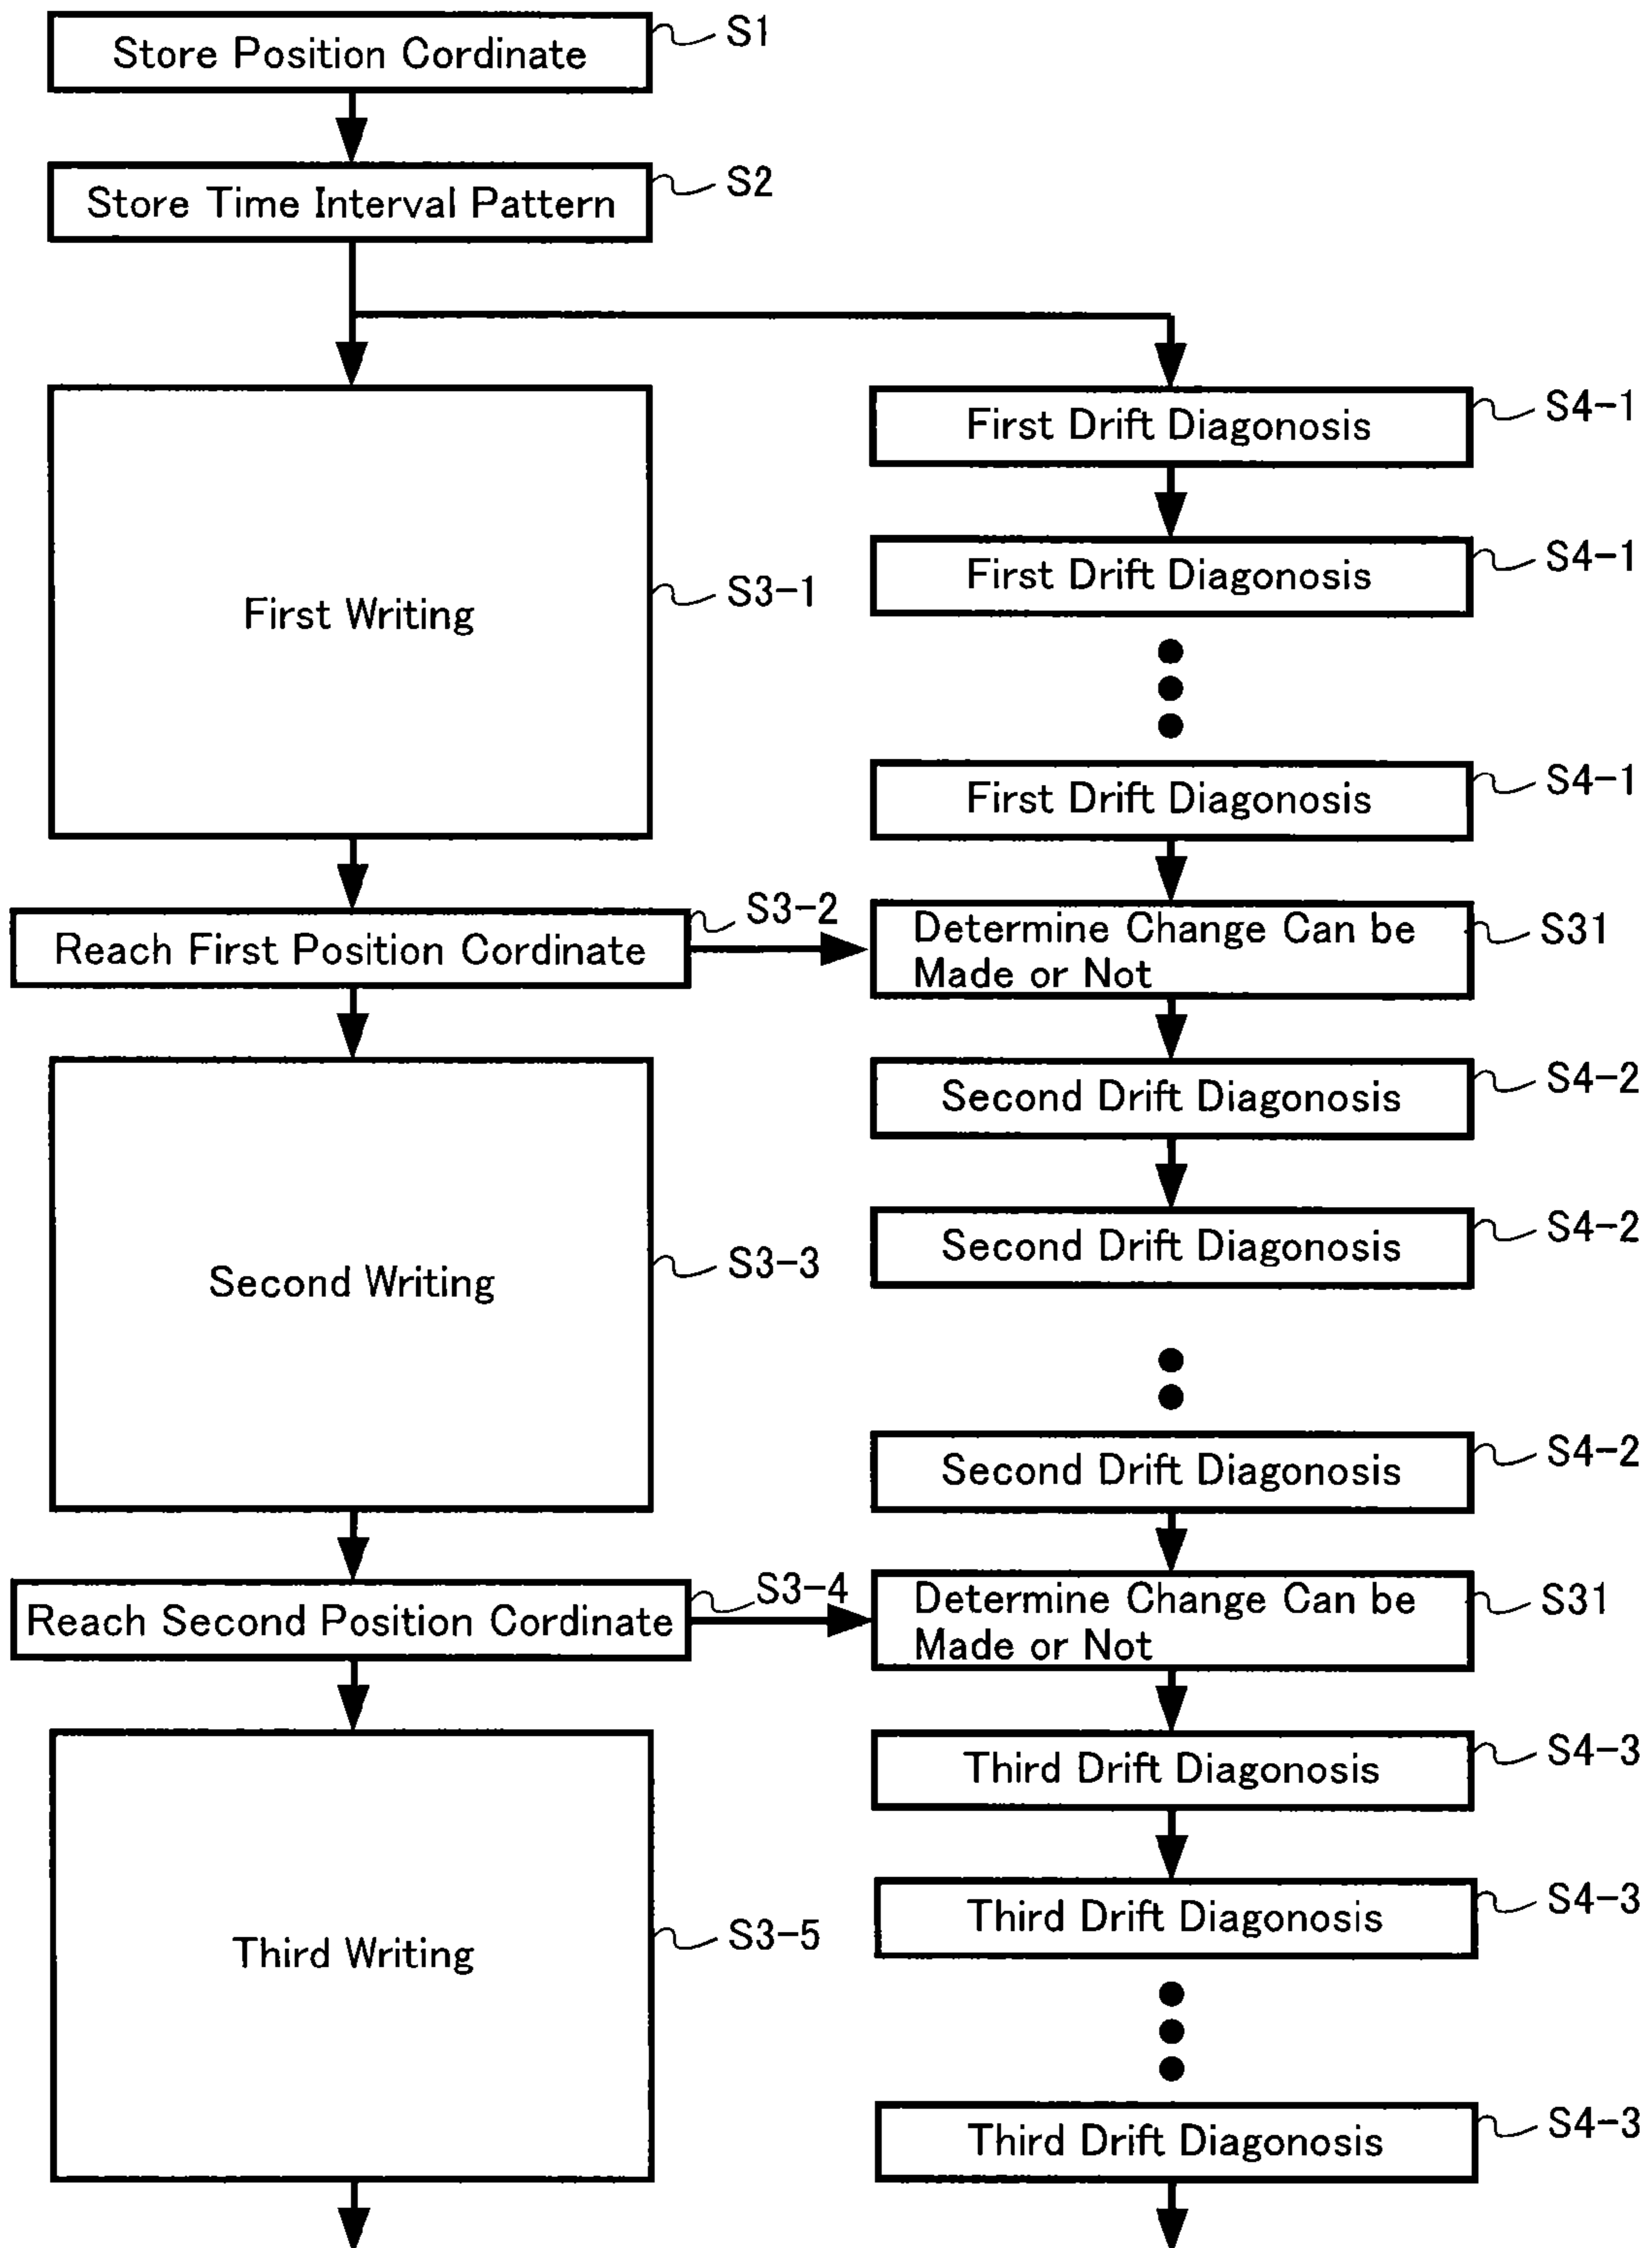 Store Position Cordinate
S1
Store Time Interval Pattern
S2
First Writing
S3-1
First Drift Diagonosis
S4-1
First Drift Diagonosis
S4-1
First Drift Diagonosis
S4-1
Reach First Position Cordinate
S3-2
Determine Change Can be
Made or Not
S31
Second Writing
S3-3
Second Drift Diagonosis
S4-2
Second Drift Diagonosis
S4-2
Second Drift Diagonosis
S4-2
Reach Second Position Cordinate
S3-4
Determine Change Can be
Made or Not
S31
Third Writing
S3-5
Third Drift Diagonosis
S4-3
Third Drift Diagonosis
S4-3
Third Drift Diagonosis
S4-3